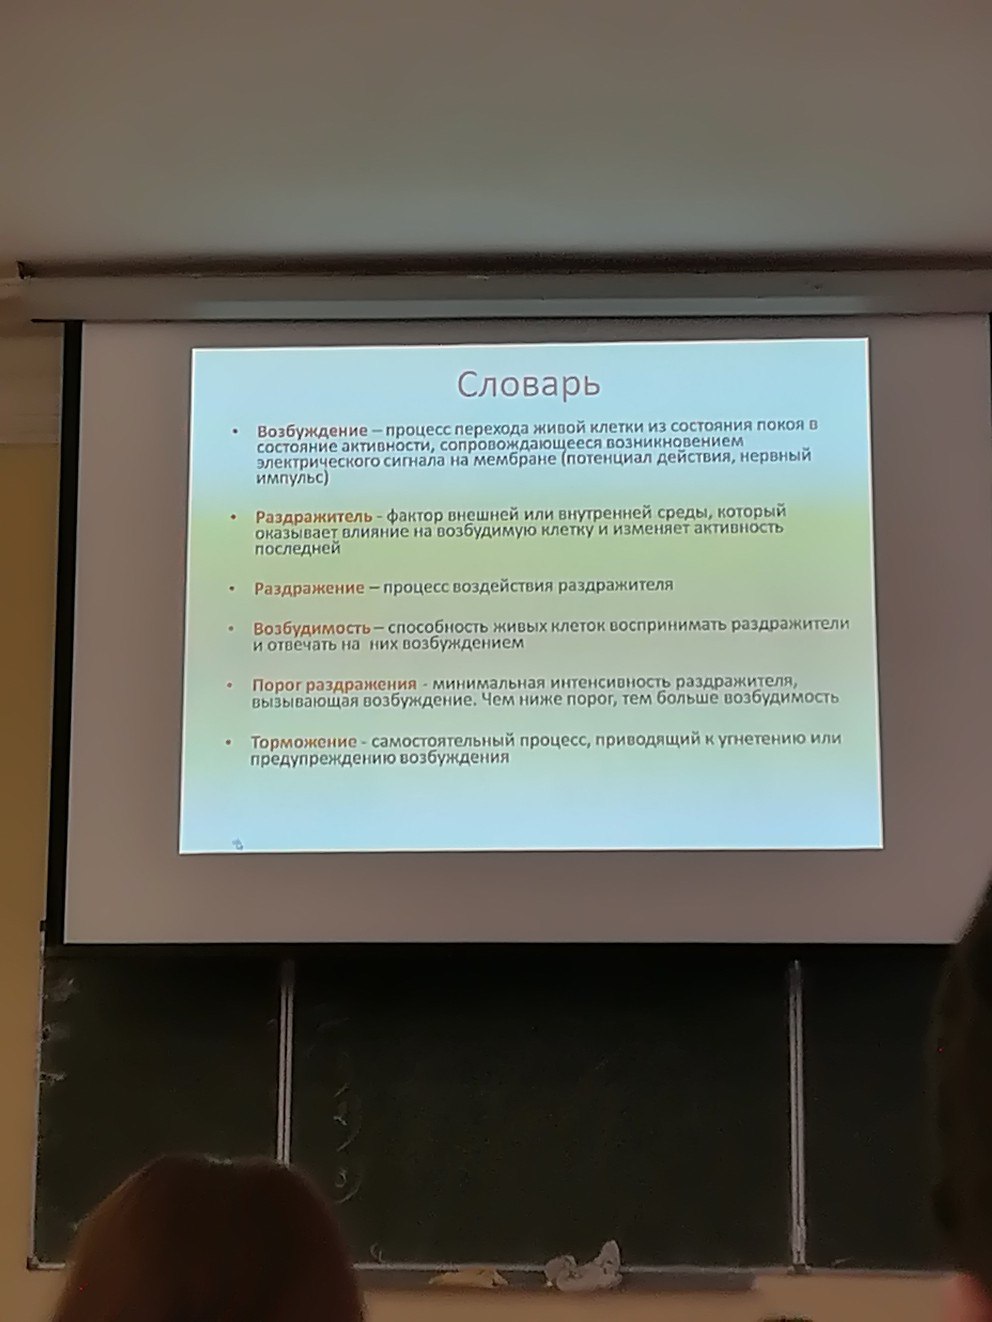 Словарь
• Возбуждение – процесс перехода живой клетки из состояния покоя в
состояние активности, сопровождающееся возникновением
электрического сигнала на мембране (потенциал действия, нервный
импульс)
• Раздражитель - фактор внешней или внутренней среды, который
оказывает влияние на возбудимую клетку и изменяет активность
последней
• Раздражение – процесс воздействия раздражителя
• Возбудимость – способность живых клеток воспринимать раздражители
и отвечать на них возбуждением
• Порог раздражения - минимальная интенсивность раздражителя,
вызывающая возбуждение. Чем ниже порог, тем больше возбудимость
• Торможение - самостоятельный процесс, приводящий к угнетению или
предупреждению возбуждения